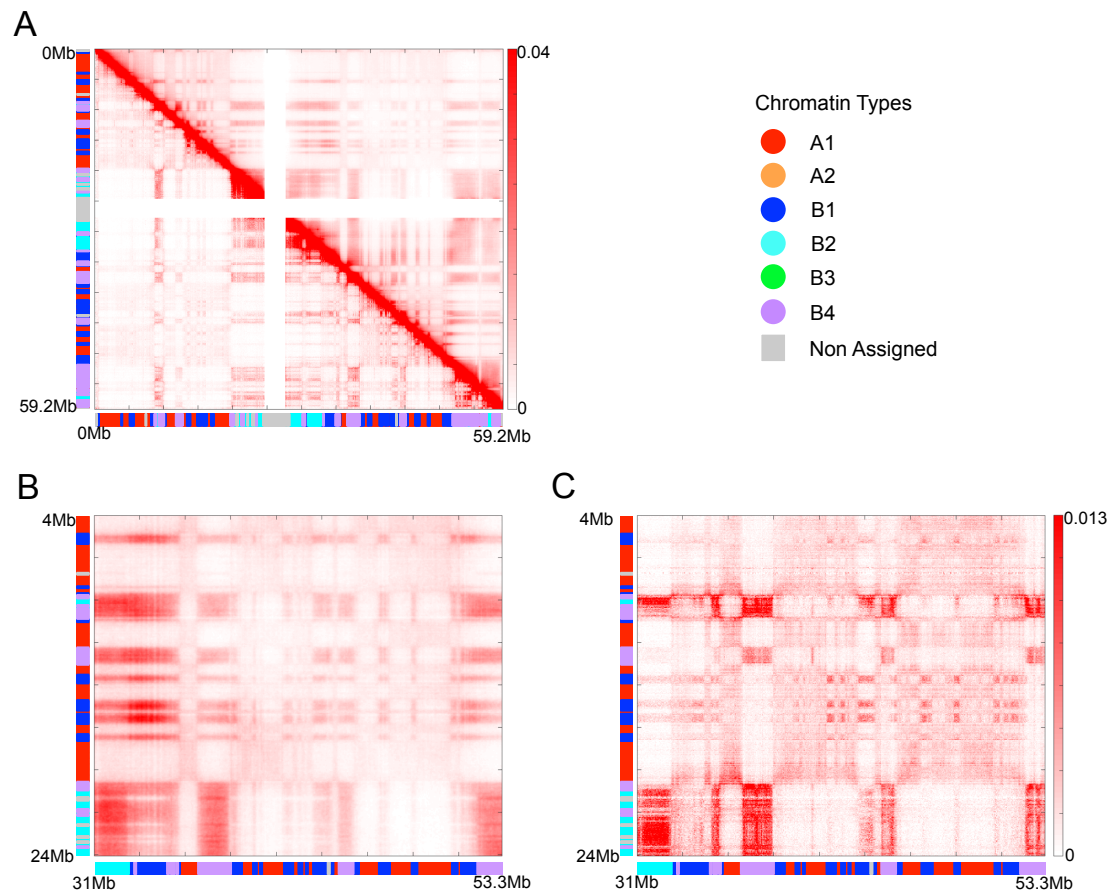 A
0Mb
0.04
59.2Mb
0
0Mb
59.2Mb
Chromatin Types
A1
A2
B1
B2
B3
B4
Non Assigned
B
4Mb
24Mb
31Mb
53.3Mb
C
4Mb
0.013
24Mb
0
31Mb
53.3Mb